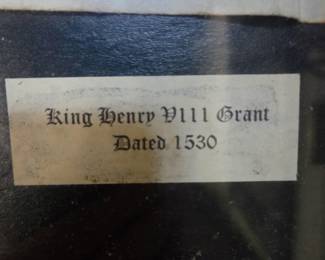 King Henry V111 Grant
Dated 1530